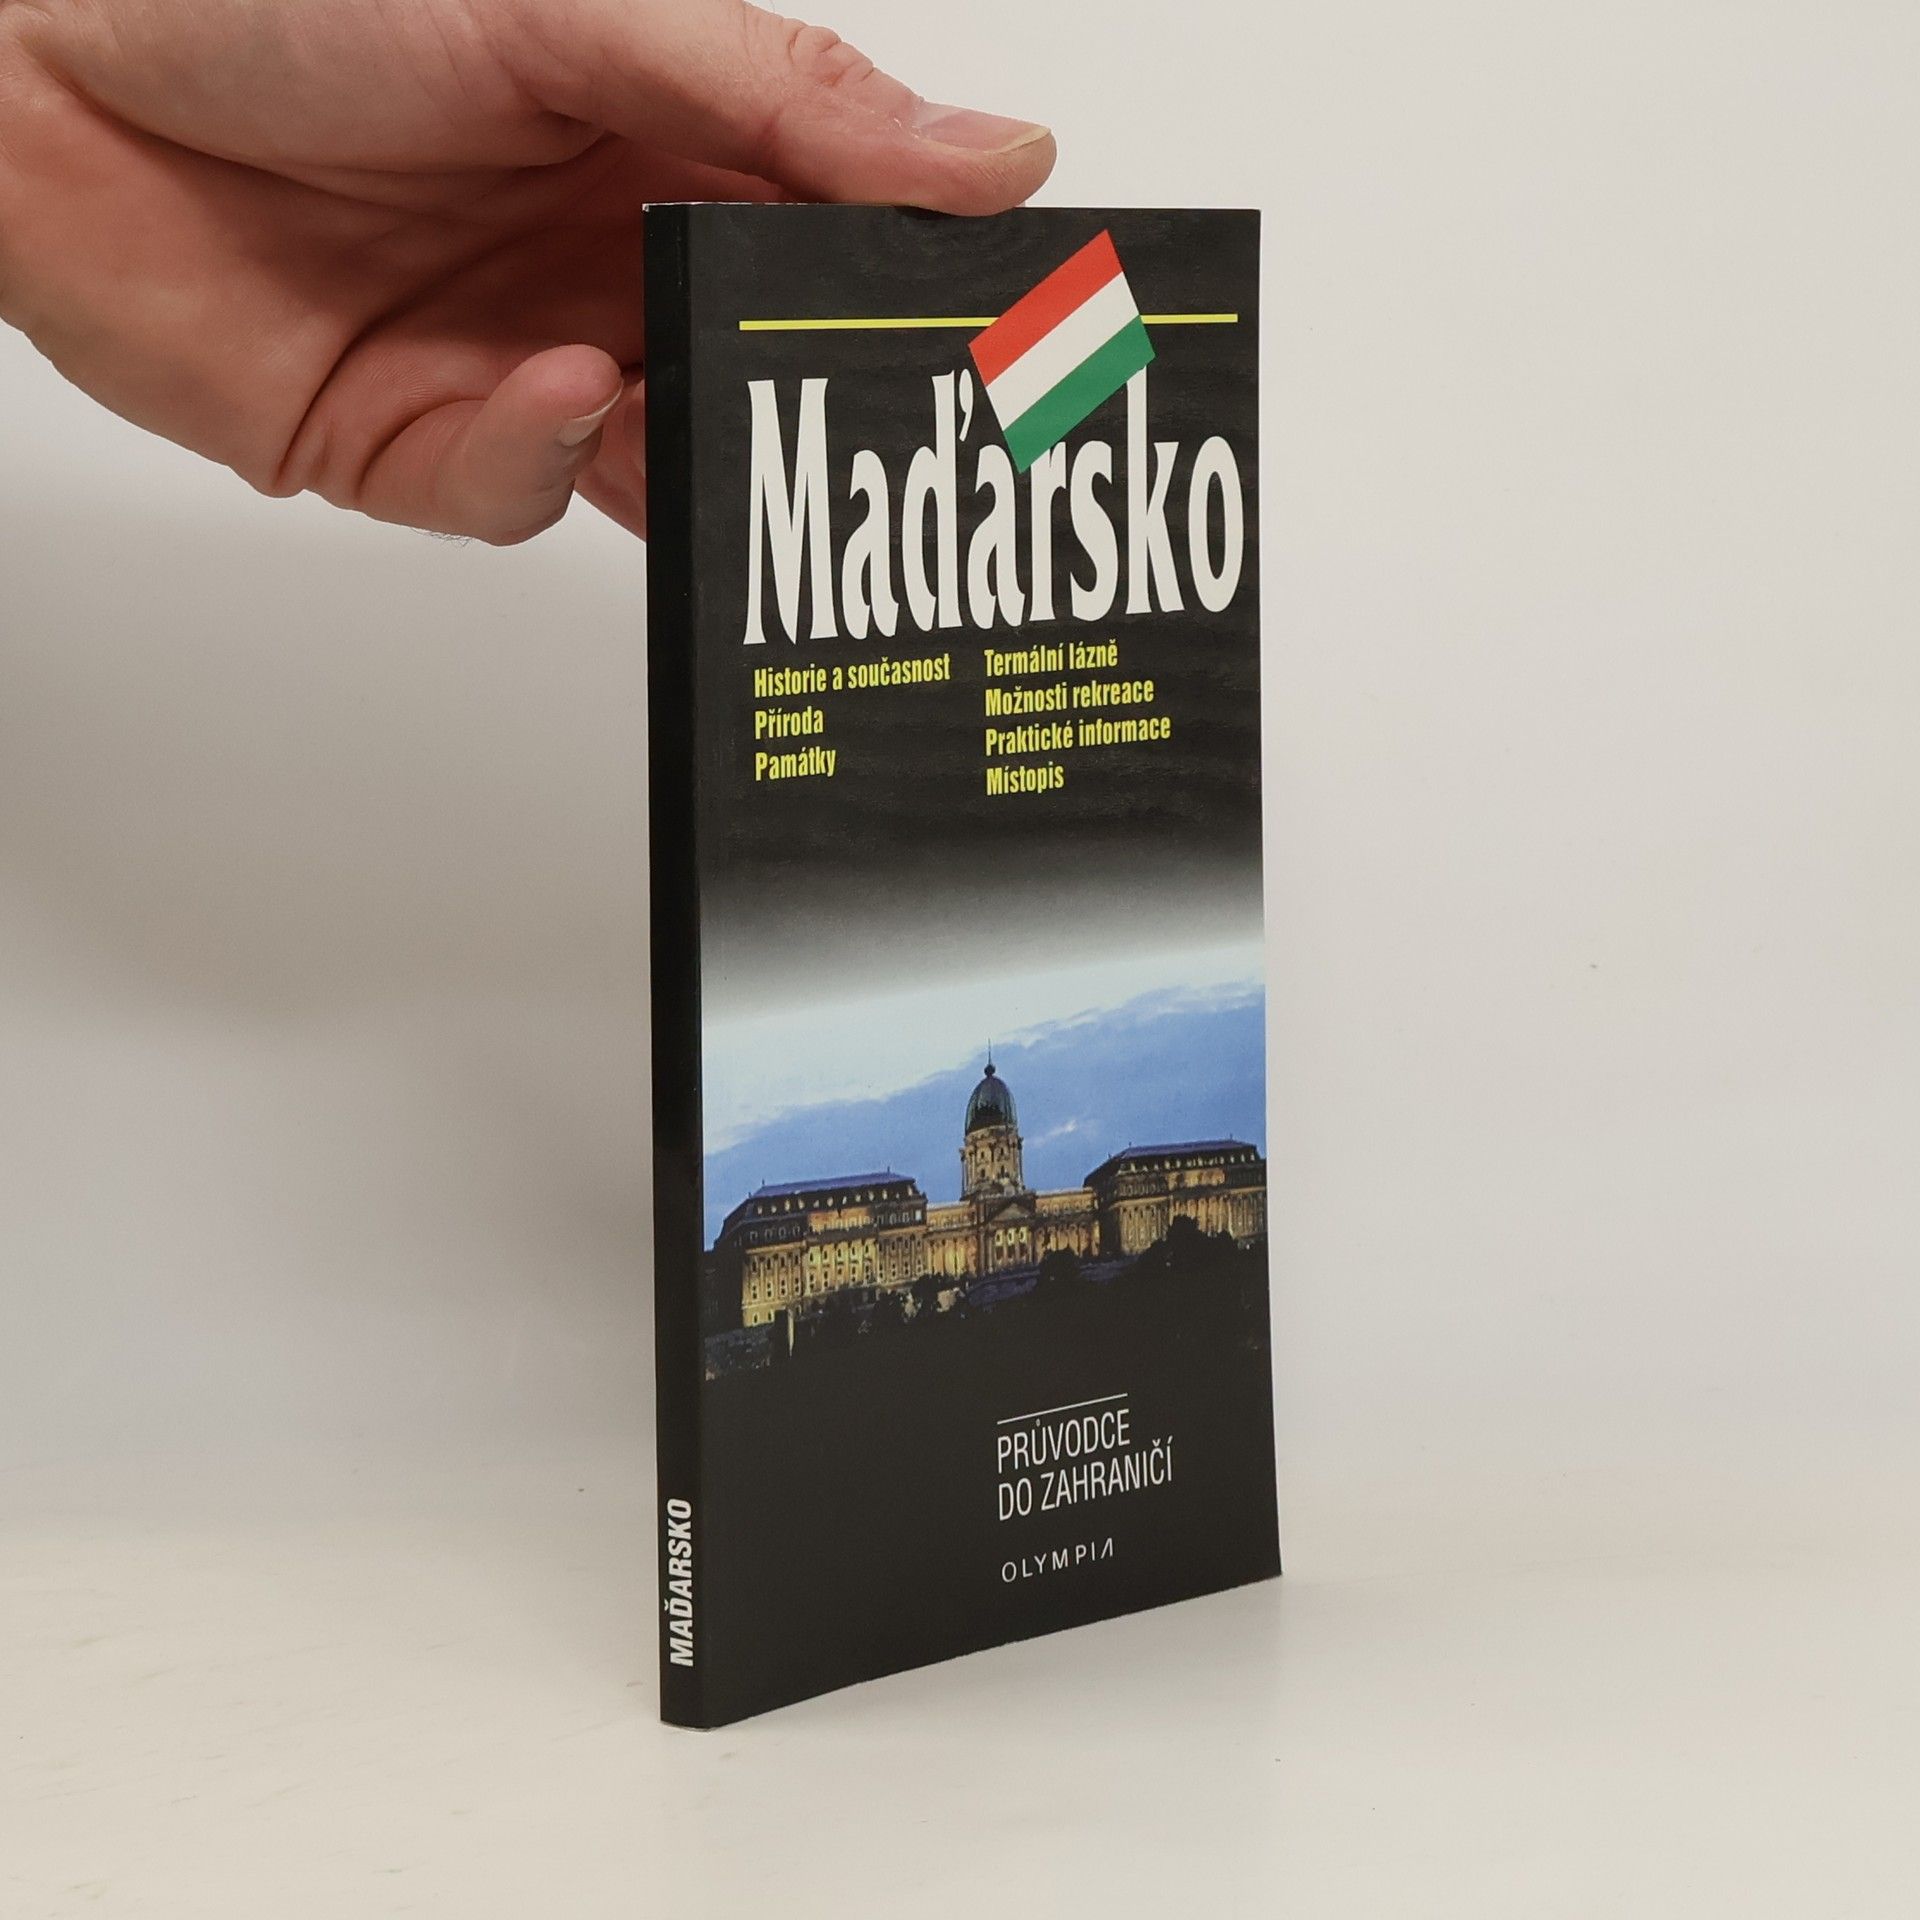 Maďarsko
Historie a současnost
Příroda
Památky
Termální lázně
Možnosti rekreace
Praktické informace
Místopis
PRŮVODCE
DO ZAHRANIČÍ
OLYMPIA
MAĎARSKO